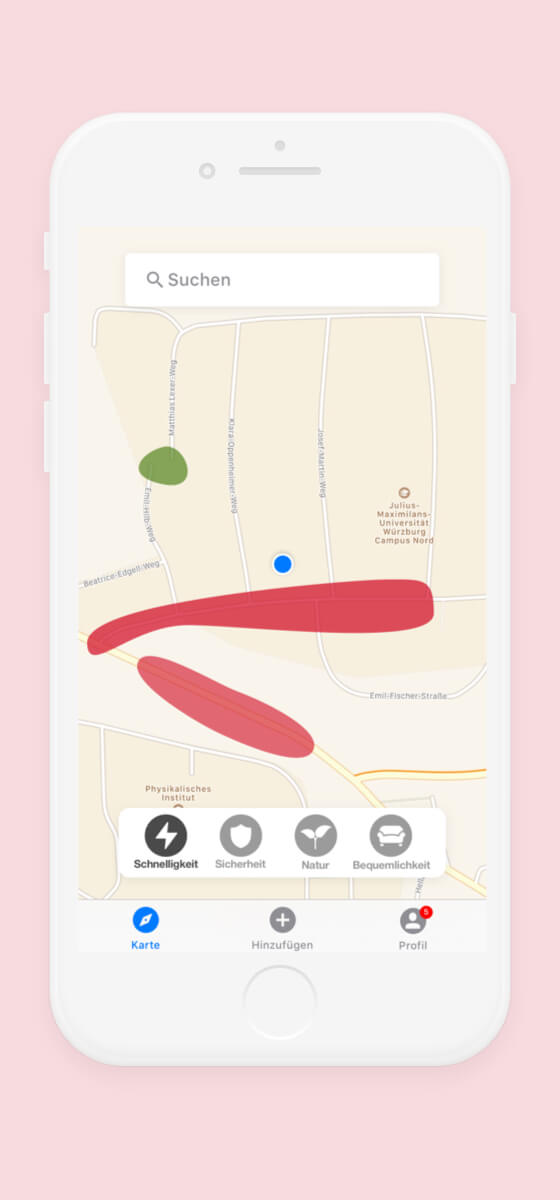 Suchen
Matthias Lexer-Weg
Klara-Oppenheimer-Weg
Josef-Martin-Weg
Emil-Hilb-Weg
Julius-
Maximilians-
Universität
Würzburg
Campus Nord
Beatrice-Edgell-Weg
Emil-Fischer-Straße
Physikalisches
Institut
Schnelligkeit
Sicherheit
Natur
Bequemlichkeit
5
Karte
Hinzufügen
Profil